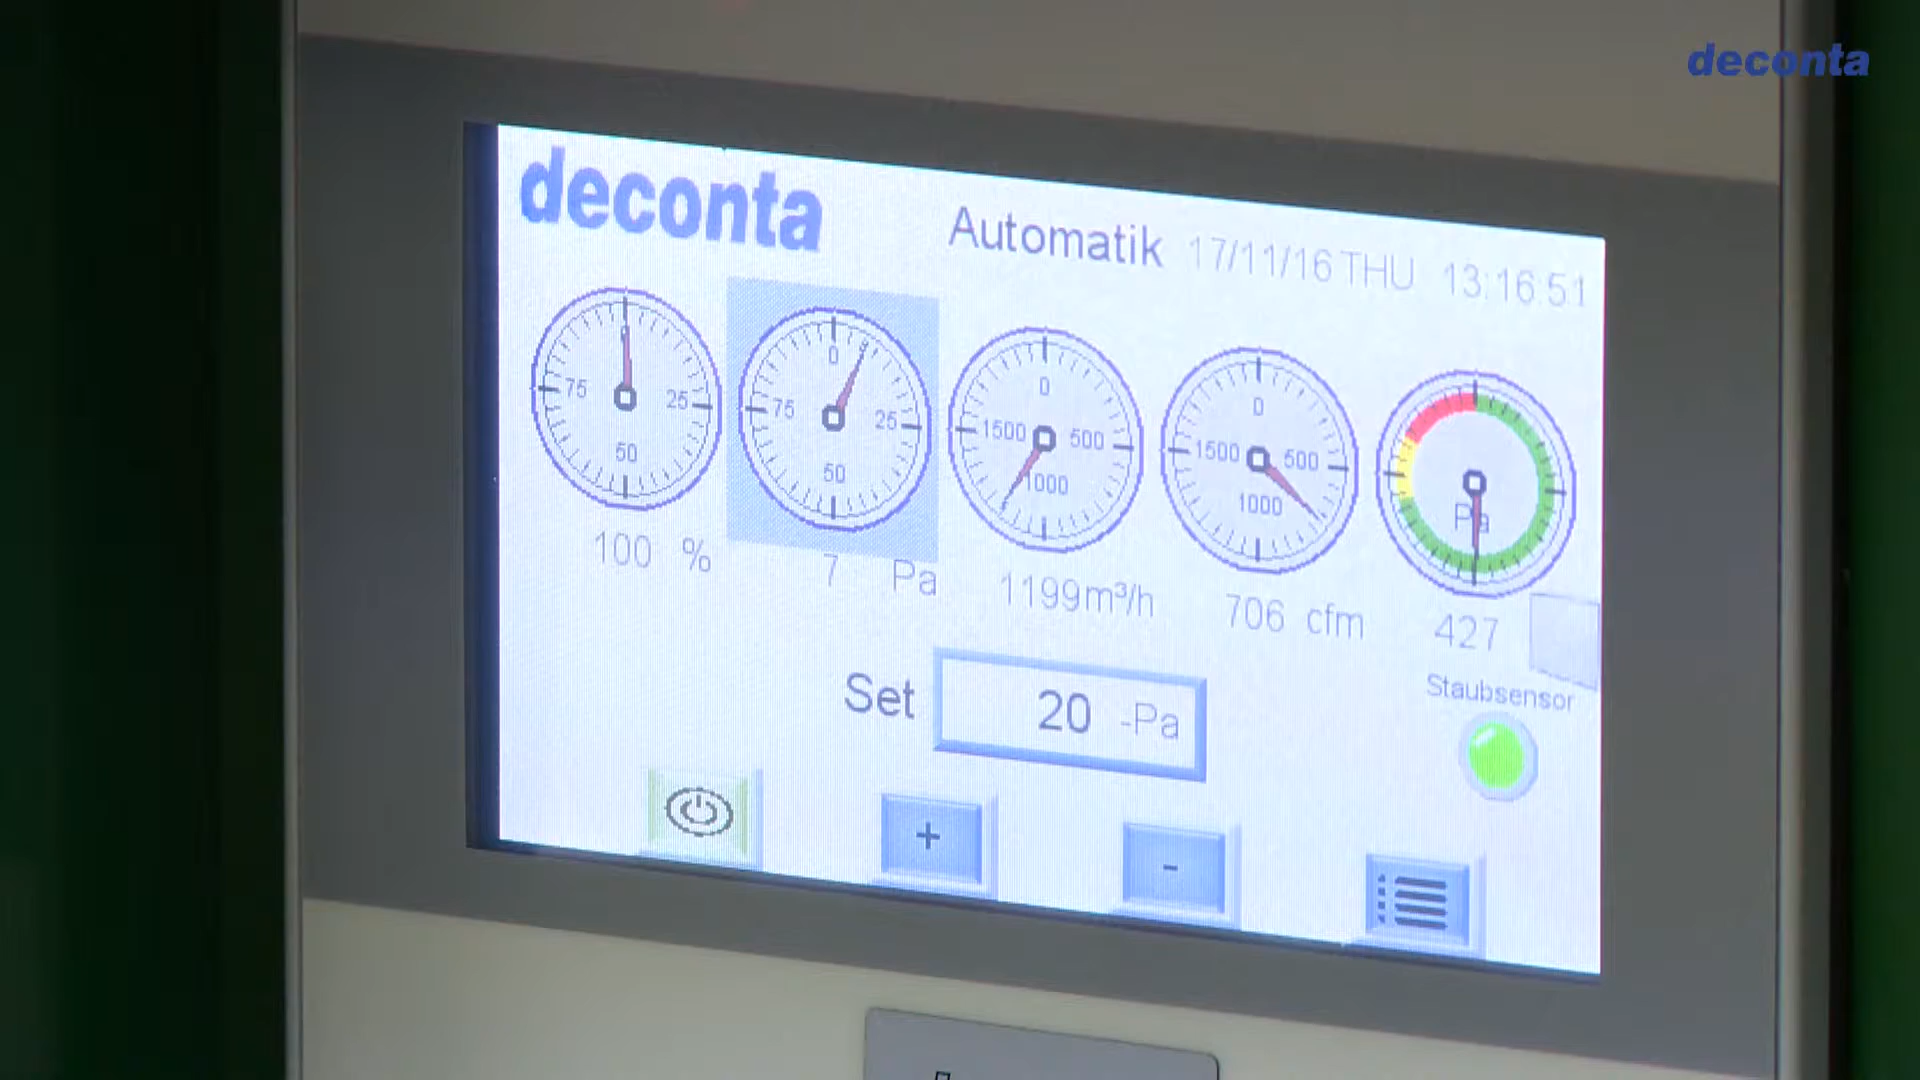 deconta
deconta
Automatik 17/11/16 THU 13:16:51
0 25 50 75
0 25 50 75
0 500 1000 1500
0 500 1000 1500
Pa
100 % 7 Pa 1199m³/h 706 cfm 427
Set 20 -Pa
Staubsensor
+ -